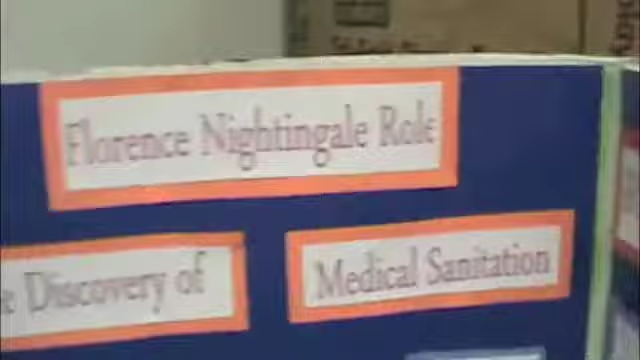 Florence Nightingale Role
Discovery of
Medical Sanitation